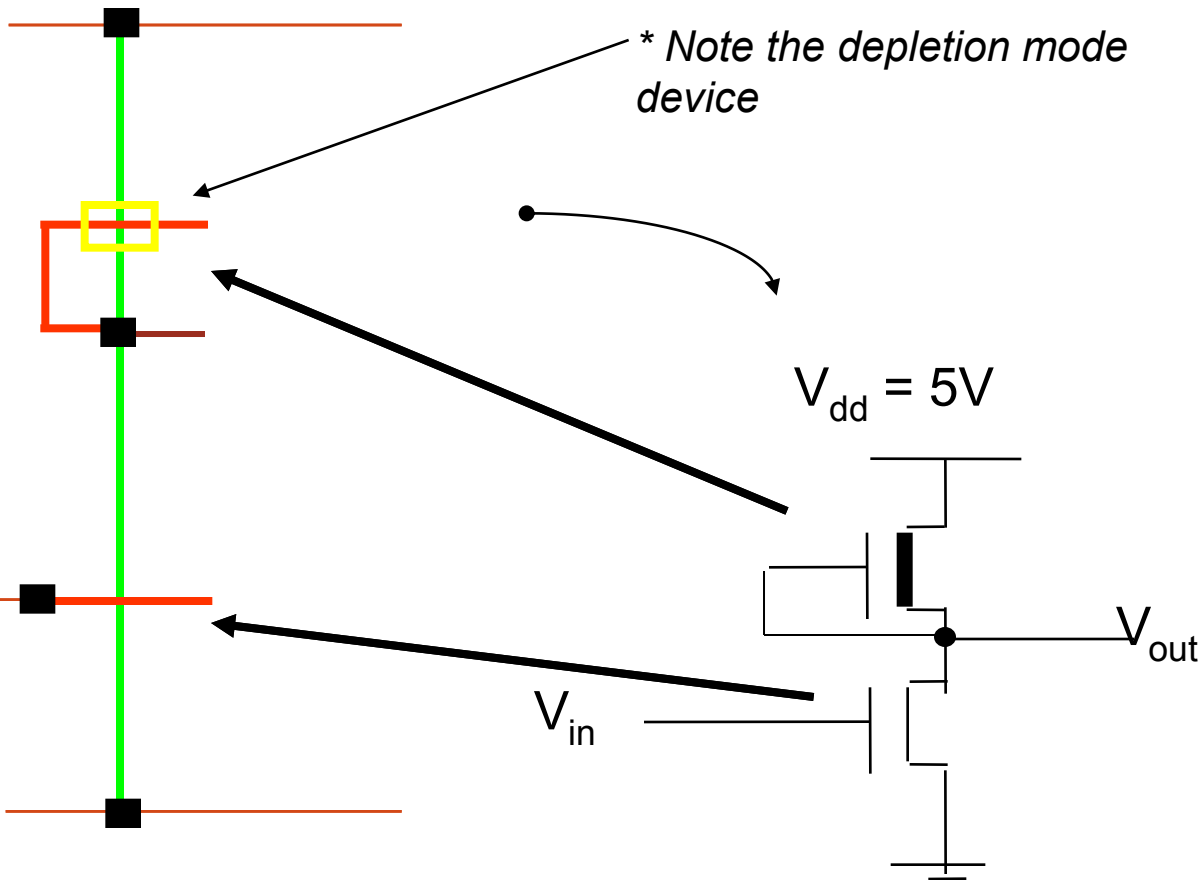 * Note the depletion mode
device
Vdd = 5V
Vout
Vin